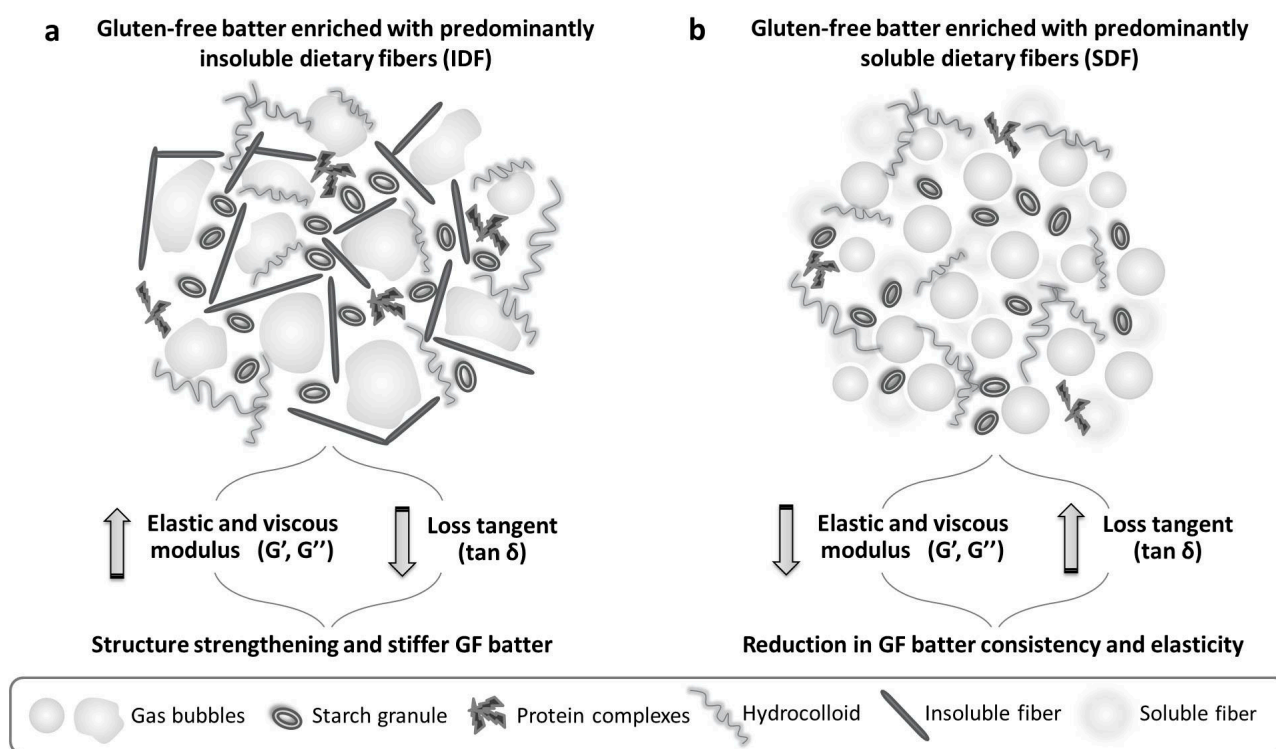 a
Gluten-free batter enriched with predominantly
insoluble dietary fibers (IDF)
b
Gluten-free batter enriched with predominantly
soluble dietary fibers (SDF)
Elastic and viscous
modulus (G’, G’’)
Loss tangent
(tan δ)
Structure strengthening and stiffer GF batter
Elastic and viscous
modulus (G’, G’’)
Loss tangent
(tan δ)
Reduction in GF batter consistency and elasticity
Gas bubbles
Starch granule
Protein complexes
Hydrocolloid
Insoluble fiber
Soluble fiber